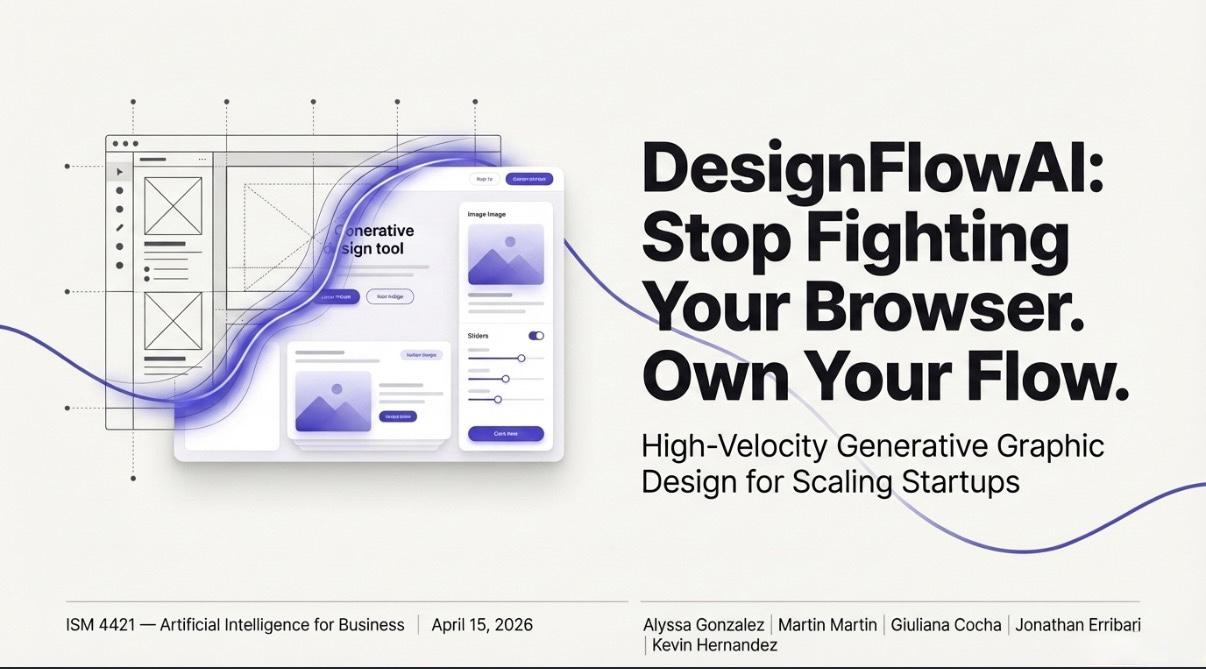 Generative
design tool
Image Image
Sliders
DesignFlowAI:
Stop Fighting
Your Browser.
Own Your Flow.
High-Velocity Generative Graphic
Design for Scaling Startups
ISM 4421 — Artificial Intelligence for Business | April 15, 2026
Alyssa Gonzalez | Martin Martin | Giuliana Cocha | Jonathan Erribari
| Kevin Hernandez